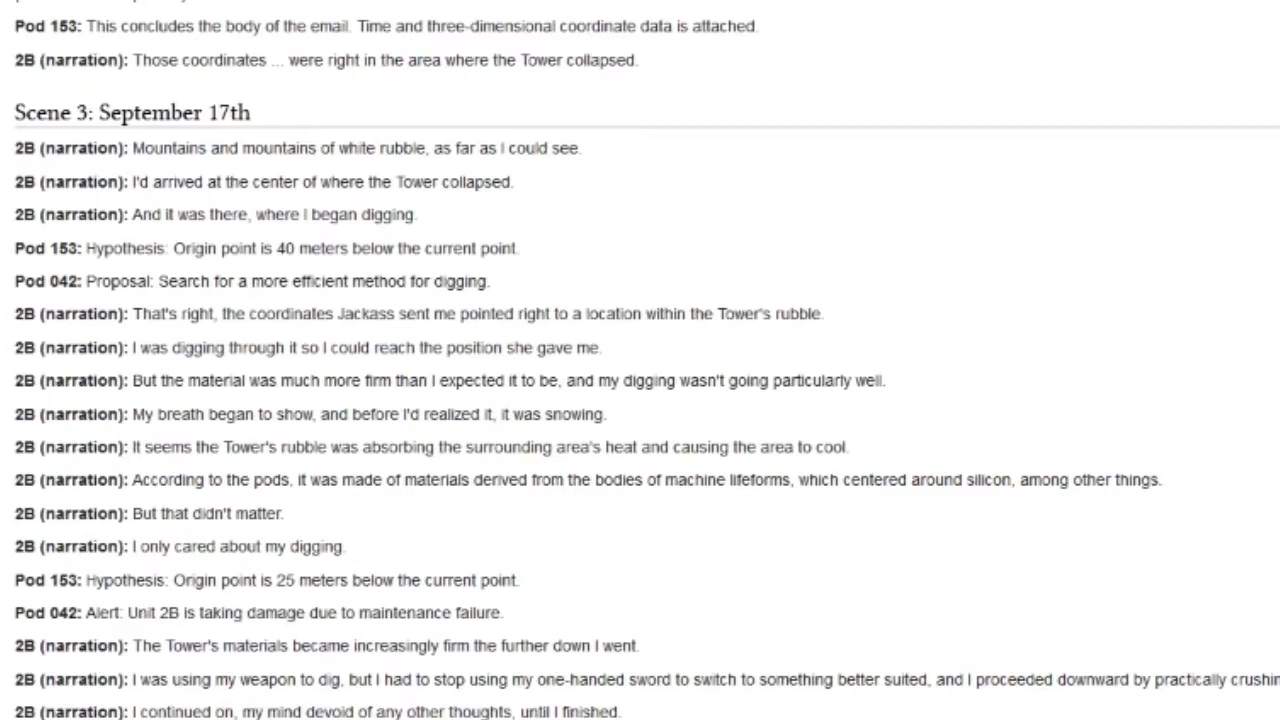 Pod 153: This concludes the body of the email. Time and three-dimensional coordinate data is attached.
2B (narration): Those coordinates ... were right in the area where the Tower collapsed.
Scene 3: September 17th
2B (narration): Mountains and mountains of white rubble, as far as I could see.
2B (narration): I'd arrived at the center of where the Tower collapsed.
2B (narration): And it was there, where I began digging.
Pod 153: Hypothesis: Origin point is 40 meters below the current point.
Pod 042: Proposal: Search for a more efficient method for digging.
2B (narration): That's right, the coordinates Jackass sent me pointed right to a location within the Tower's rubble.
2B (narration): I was digging through it so I could reach the position she gave me.
2B (narration): But the material was much more firm than I expected it to be, and my digging wasn't going particularly well.
2B (narration): My breath began to show, and before I'd realized it, it was snowing.
2B (narration): It seems the Tower's rubble was absorbing the surrounding area's heat and causing the area to cool.
2B (narration): According to the pods, it was made of materials derived from the bodies of machine lifeforms, which centered around silicon, among other things.
2B (narration): But that didn't matter.
2B (narration): I only cared about my digging.
Pod 153: Hypothesis: Origin point is 25 meters below the current point.
Pod 042: Alert: Unit 2B is taking damage due to maintenance failure.
2B (narration): The Tower's materials became increasingly firm the further down I went.
2B (narration): I was using my weapon to dig, but I had to stop using my one-handed sword to switch to something better suited, and I proceeded downward by practically crushin
2B (narration): I continued on, my mind devoid of any other thoughts, until I finished.